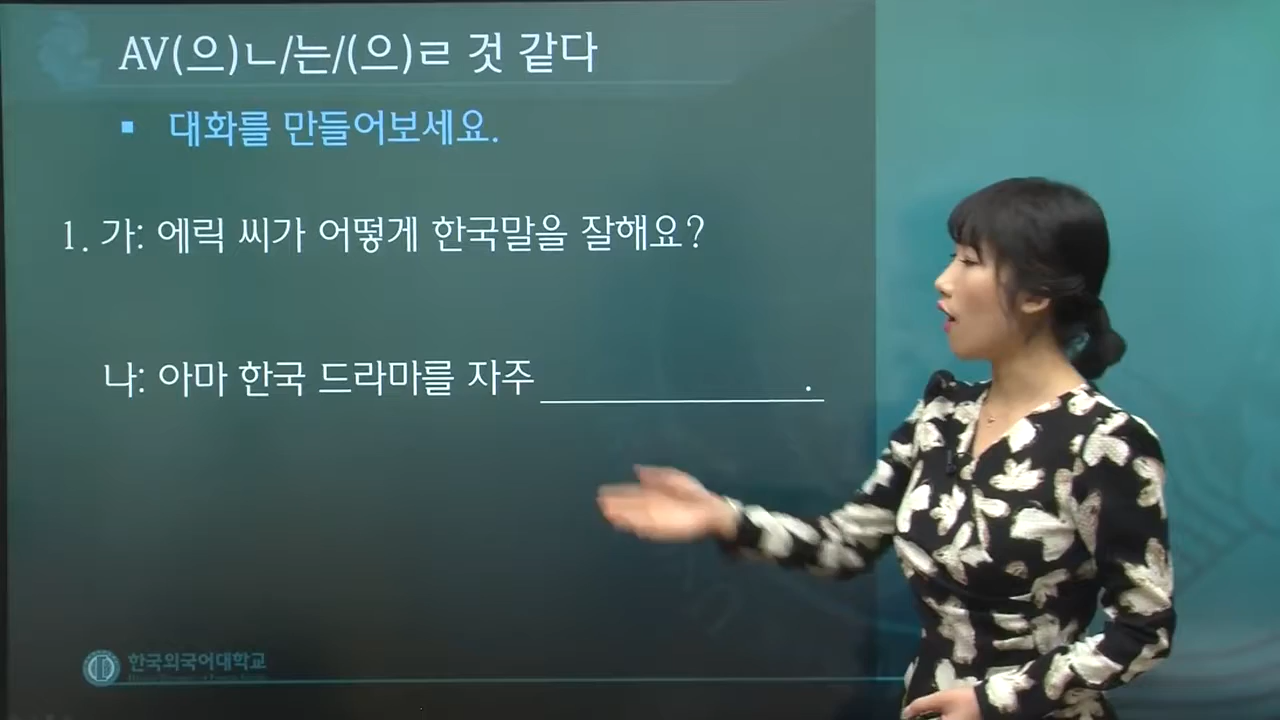 AV(으)ㄴ/는/(으)ㄹ 것 같다
▪ 대화를 만들어보세요.
1. 가: 에릭 씨가 어떻게 한국말을 잘해요?
나: 아마 한국 드라마를 자주 ____________.
한국외국어대학교